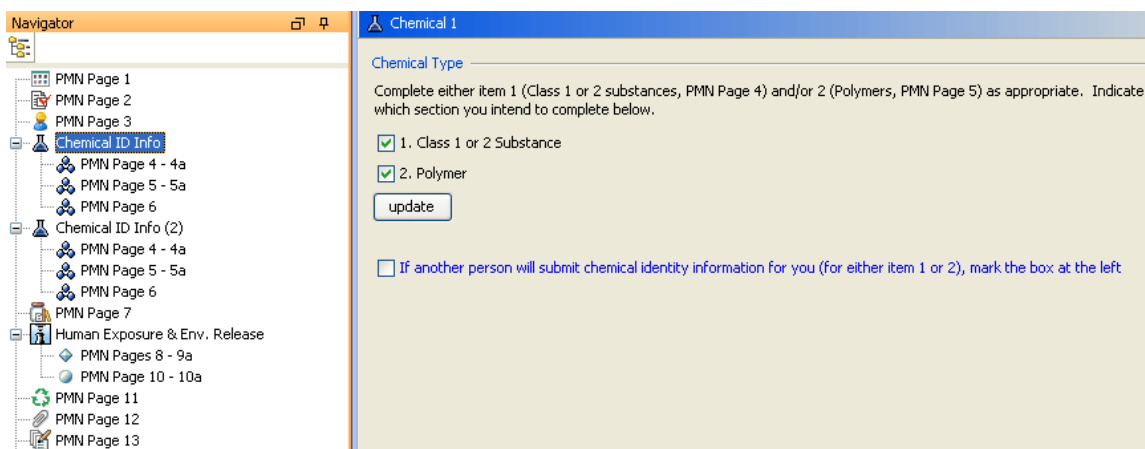 Navigator
PMN Page 1
PMN Page 2
PMN Page 3
Chemical ID Info
PMN Page 4 - 4a
PMN Page 5 - 5a
PMN Page 6
Chemical ID Info (2)
PMN Page 4 - 4a
PMN Page 5 - 5a
PMN Page 6
PMN Page 7
Human Exposure & Env. Release
PMN Pages 8 - 9a
PMN Page 10 - 10a
PMN Page 11
PMN Page 12
PMN Page 13
Chemical 1
Chemical Type
Complete either item 1 (Class 1 or 2 substances, PMN Page 4) and/or 2 (Polymers, PMN Page 5) as appropriate. Indicate
which section you intend to complete below.
1. Class 1 or 2 Substance
2. Polymer
update
If another person will submit chemical identity information for you (for either item 1 or 2), mark the box at the left